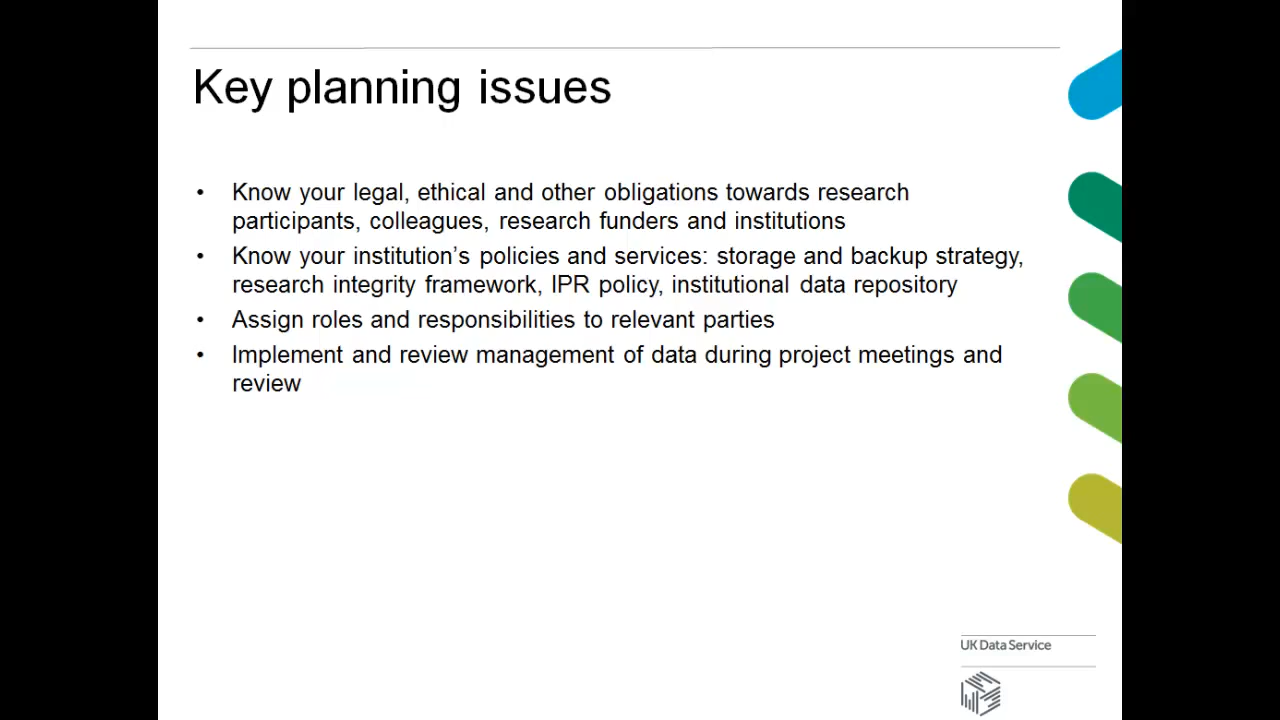 Key planning issues
• Know your legal, ethical and other obligations towards research
participants, colleagues, research funders and institutions
• Know your institution’s policies and services: storage and backup strategy,
research integrity framework, IPR policy, institutional data repository
• Assign roles and responsibilities to relevant parties
• Implement and review management of data during project meetings and
review
UK Data Service